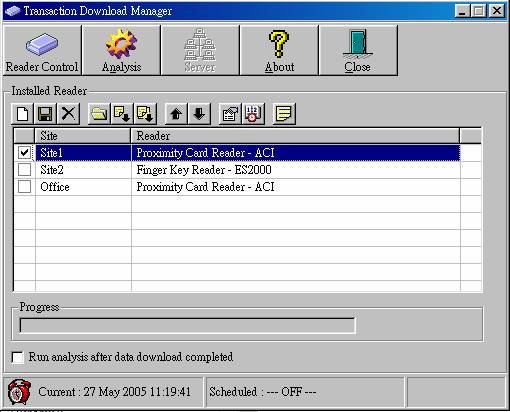 Transaction Download Manager
Reader Control Analysis Server About Close
Installed Reader
Site Reader
Site1 Proximity Card Reader - ACI
Site2 Finger Key Reader - ES2000
Office Proximity Card Reader - ACI
Progress
Run analysis after data download completed
Current : 27 May 2005 11:19:41 Scheduled : --- OFF ---